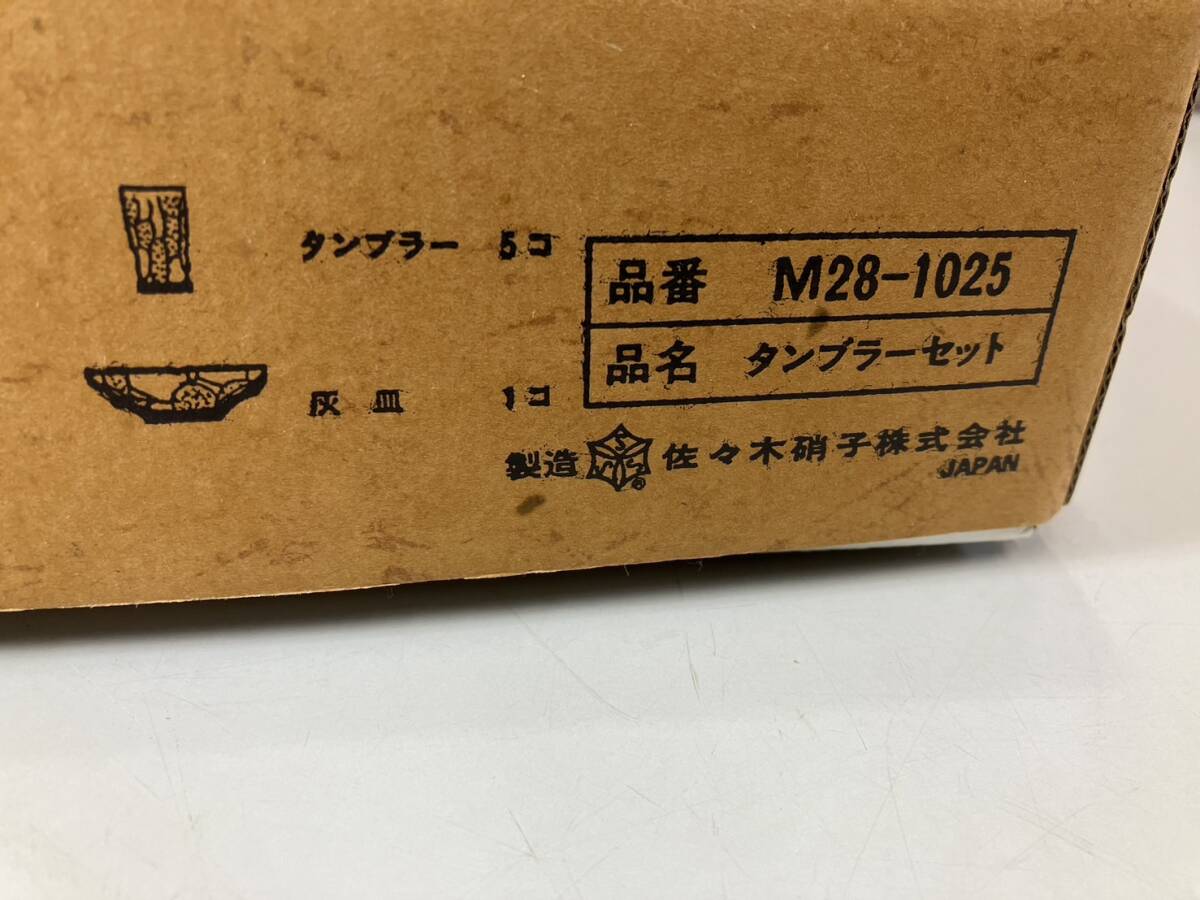 タンブラー 5コ
灰皿 1コ
品番 M28-1025
品名 タンブラーセット
製造 ® 佐々木硝子株式会社
JAPAN